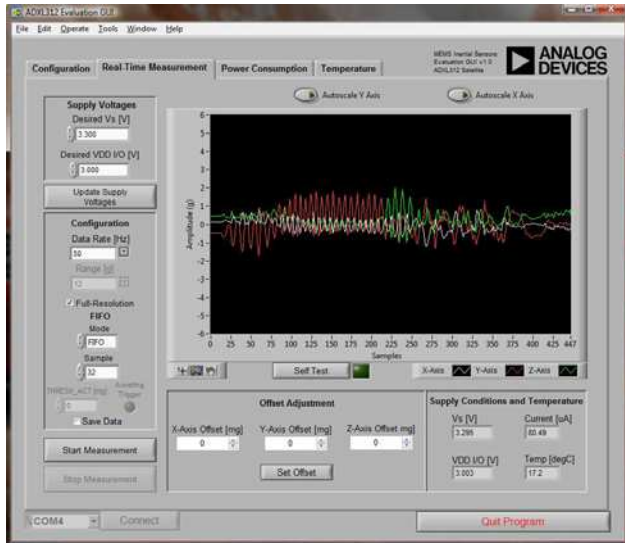 ADXL312 Evaluation GUI
File Edit Operate Tools Window Help
MEMS Inertial Sensors
Evaluation GUI v1.0
ADXL312 Satellite
ANALOG
DEVICES
Configuration Real-Time Measurement Power Consumption Temperature
Autoscale Y Axis Autoscale X Axis
Supply Voltages
Desired Vs [V]
3.300
Desired VDD I/O [V]
3.000
Update Supply
Voltages
Configuration
Data Rate [Hz]
50
Range [g]
12
Full-Resolution
FIFO
Mode
FIFO
Sample
32
THRESH_ACT [mg]
Awaiting
Trigger
0
Save Data
Start Measurement
Stop Measurement
Amplitude (g)
6
5
4
3
2
1
0
-1
-2
-3
-4
-5
-6
0 25 50 75 100 125 150 175 200 225 250 275 300 325 350 375 400 425 447
Samples
Self Test
X-Axis Y-Axis Z-Axis
Offset Adjustment
X-Axis Offset [mg] Y-Axis Offset [mg] Z-Axis Offset mg]
0 0 0
Set Offset
Supply Conditions and Temperature
Vs [V] Current [uA]
3.295 80.49
VDD I/O [V] Temp [degC]
3.003 17.2
COM4 Connect Quit Program